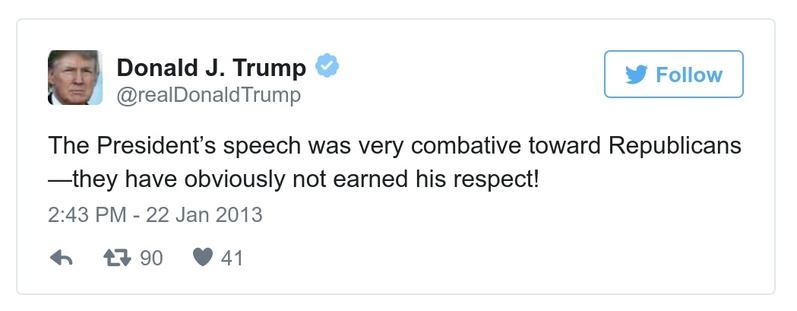 Donald J. Trump
@realDonaldTrump
Follow
The President’s speech was very combative toward Republicans
—they have obviously not earned his respect!
2:43 PM - 22 Jan 2013
90 41